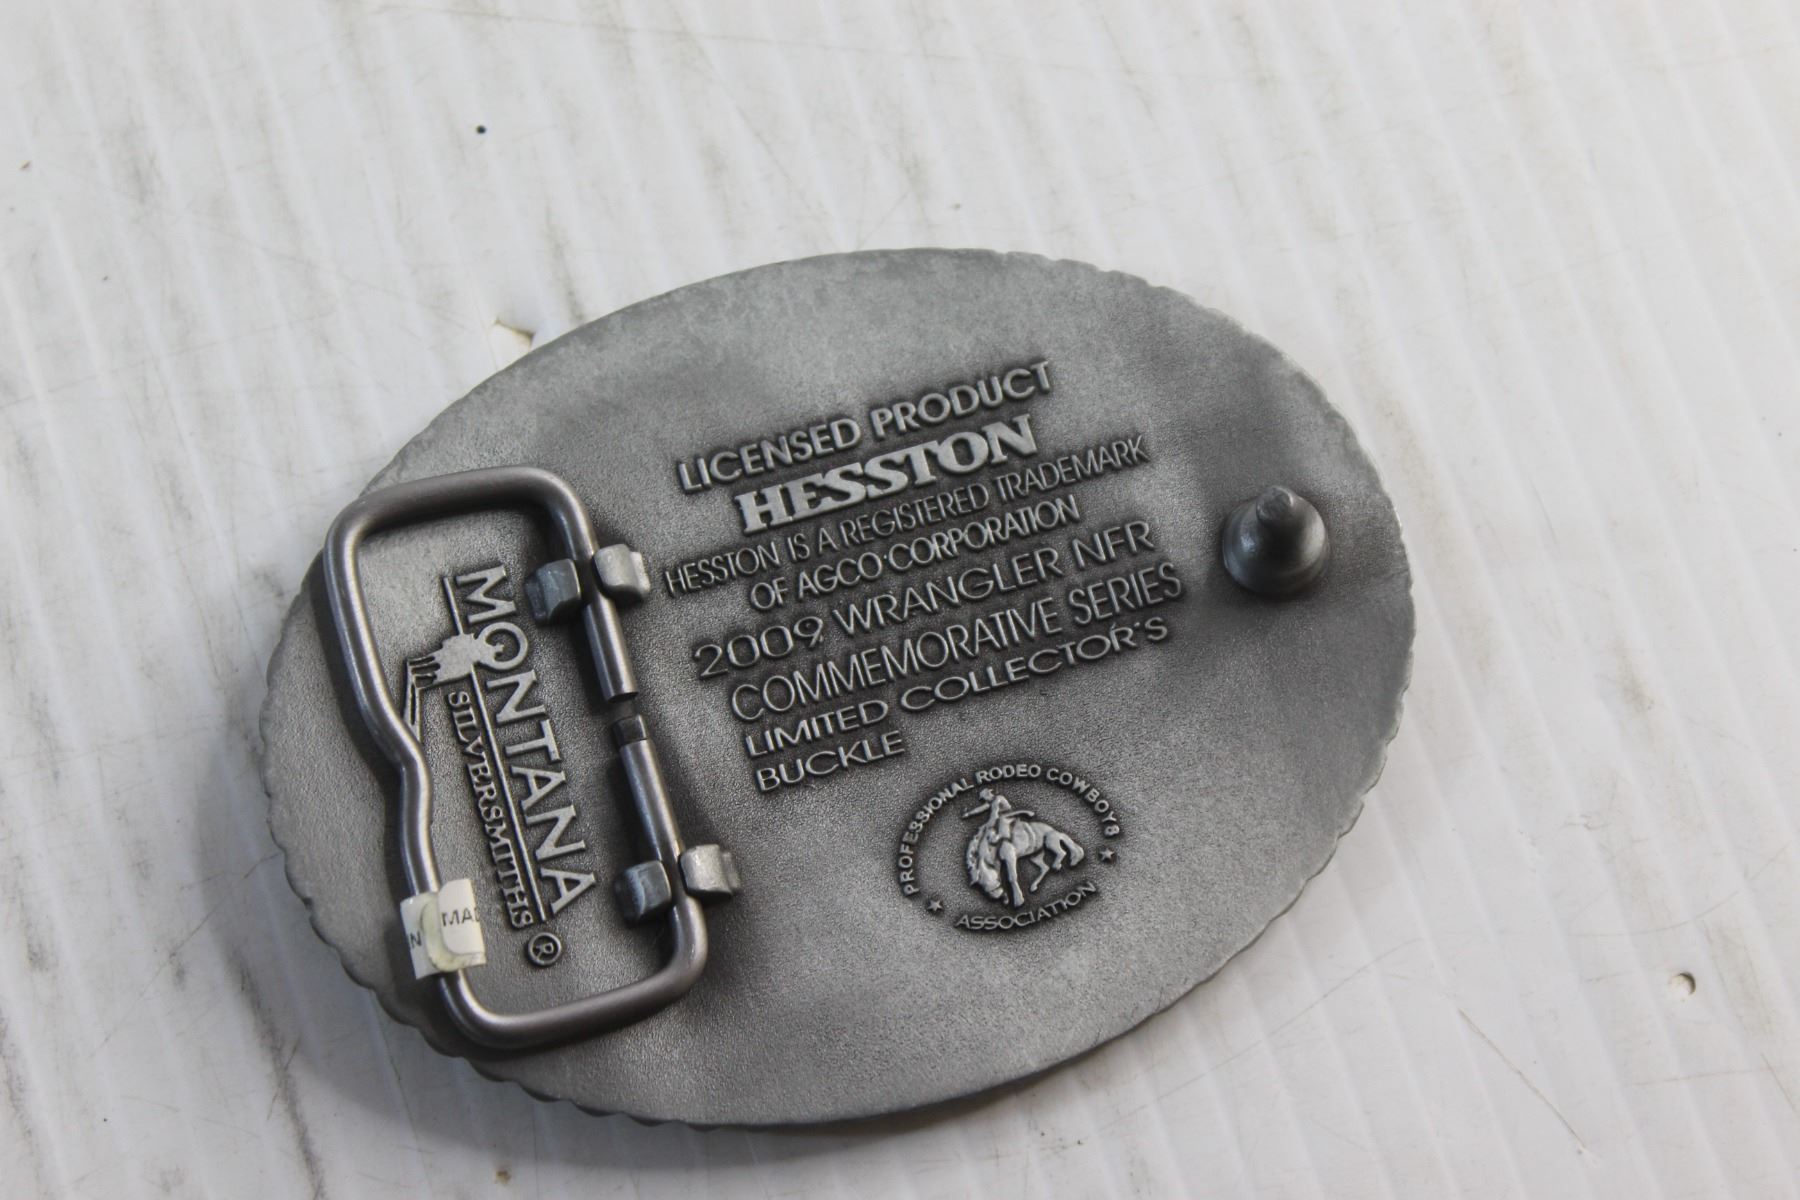 LICENSED PRODUCT
HESSTON
HESSTON IS A REGISTERED TRADEMARK
OF AGCO CORPORATION
2009 WRANGLER NFR
COMMEMORATIVE SERIES
LIMITED COLLECTOR'S
BUCKLE
PROFESSIONAL RODEO COWBOYS
ASSOCIATION
MONTANA
SILVERSMITHS®